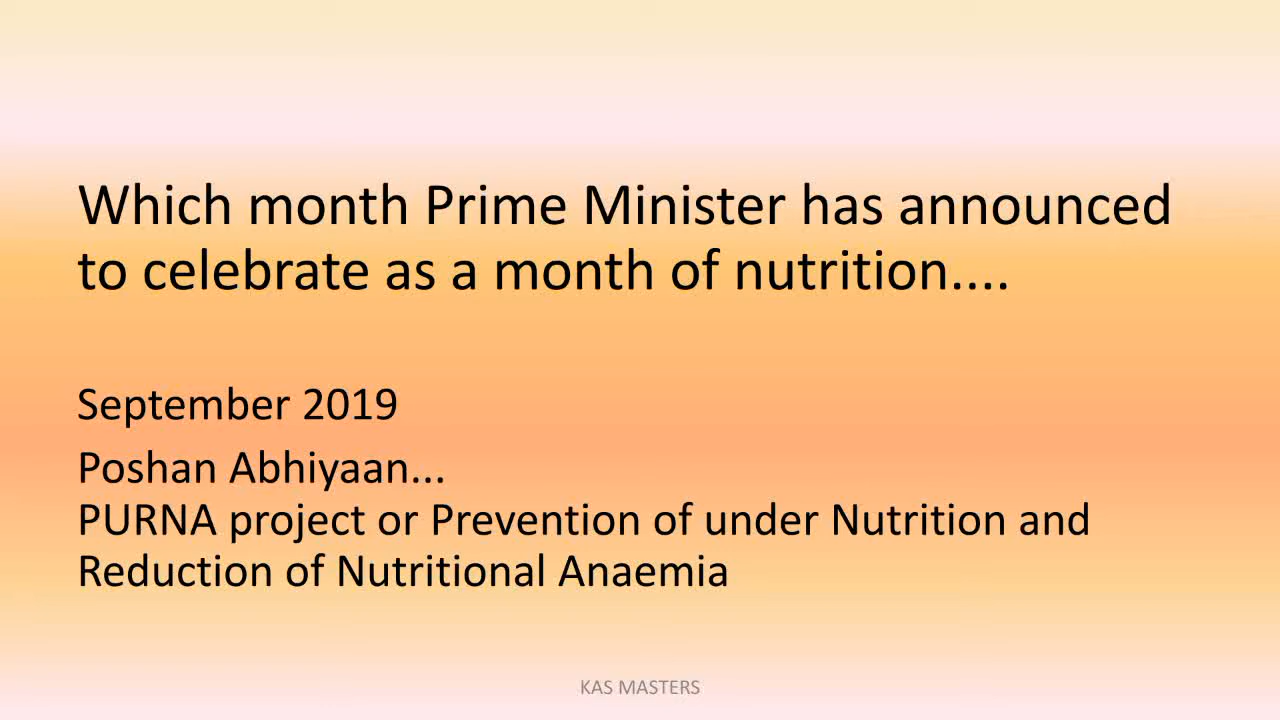 Which month Prime Minister has announced
to celebrate as a month of nutrition....
September 2019
Poshan Abhiyaan...
PURNA project or Prevention of under Nutrition and
Reduction of Nutritional Anaemia
KAS MASTERS